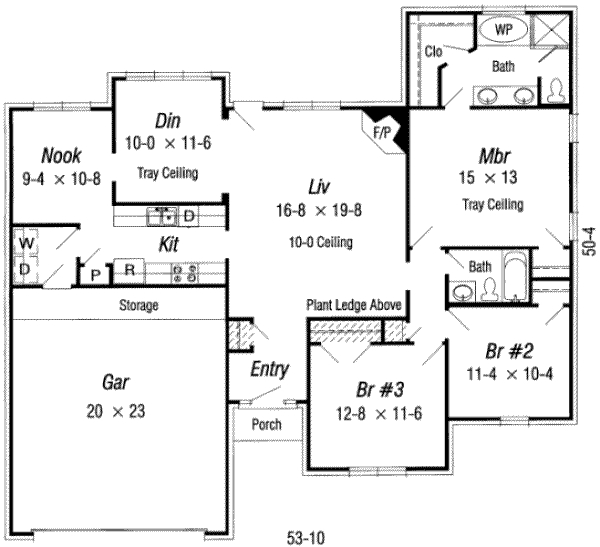 WP
Clo
Bath
Din
10-0 × 11-6
Tray Ceiling
F/P
Nook
9-4 × 10-8
Mbr
15 × 13
Tray Ceiling
Liv
16-8 × 19-8
10-0 Ceiling
D
Kit
W
D
P
R
50-4
Bath
Storage
Plant Ledge Above
Br #2
11-4 × 10-4
Entry
Gar
20 × 23
Br #3
12-8 × 11-6
Porch
53-10